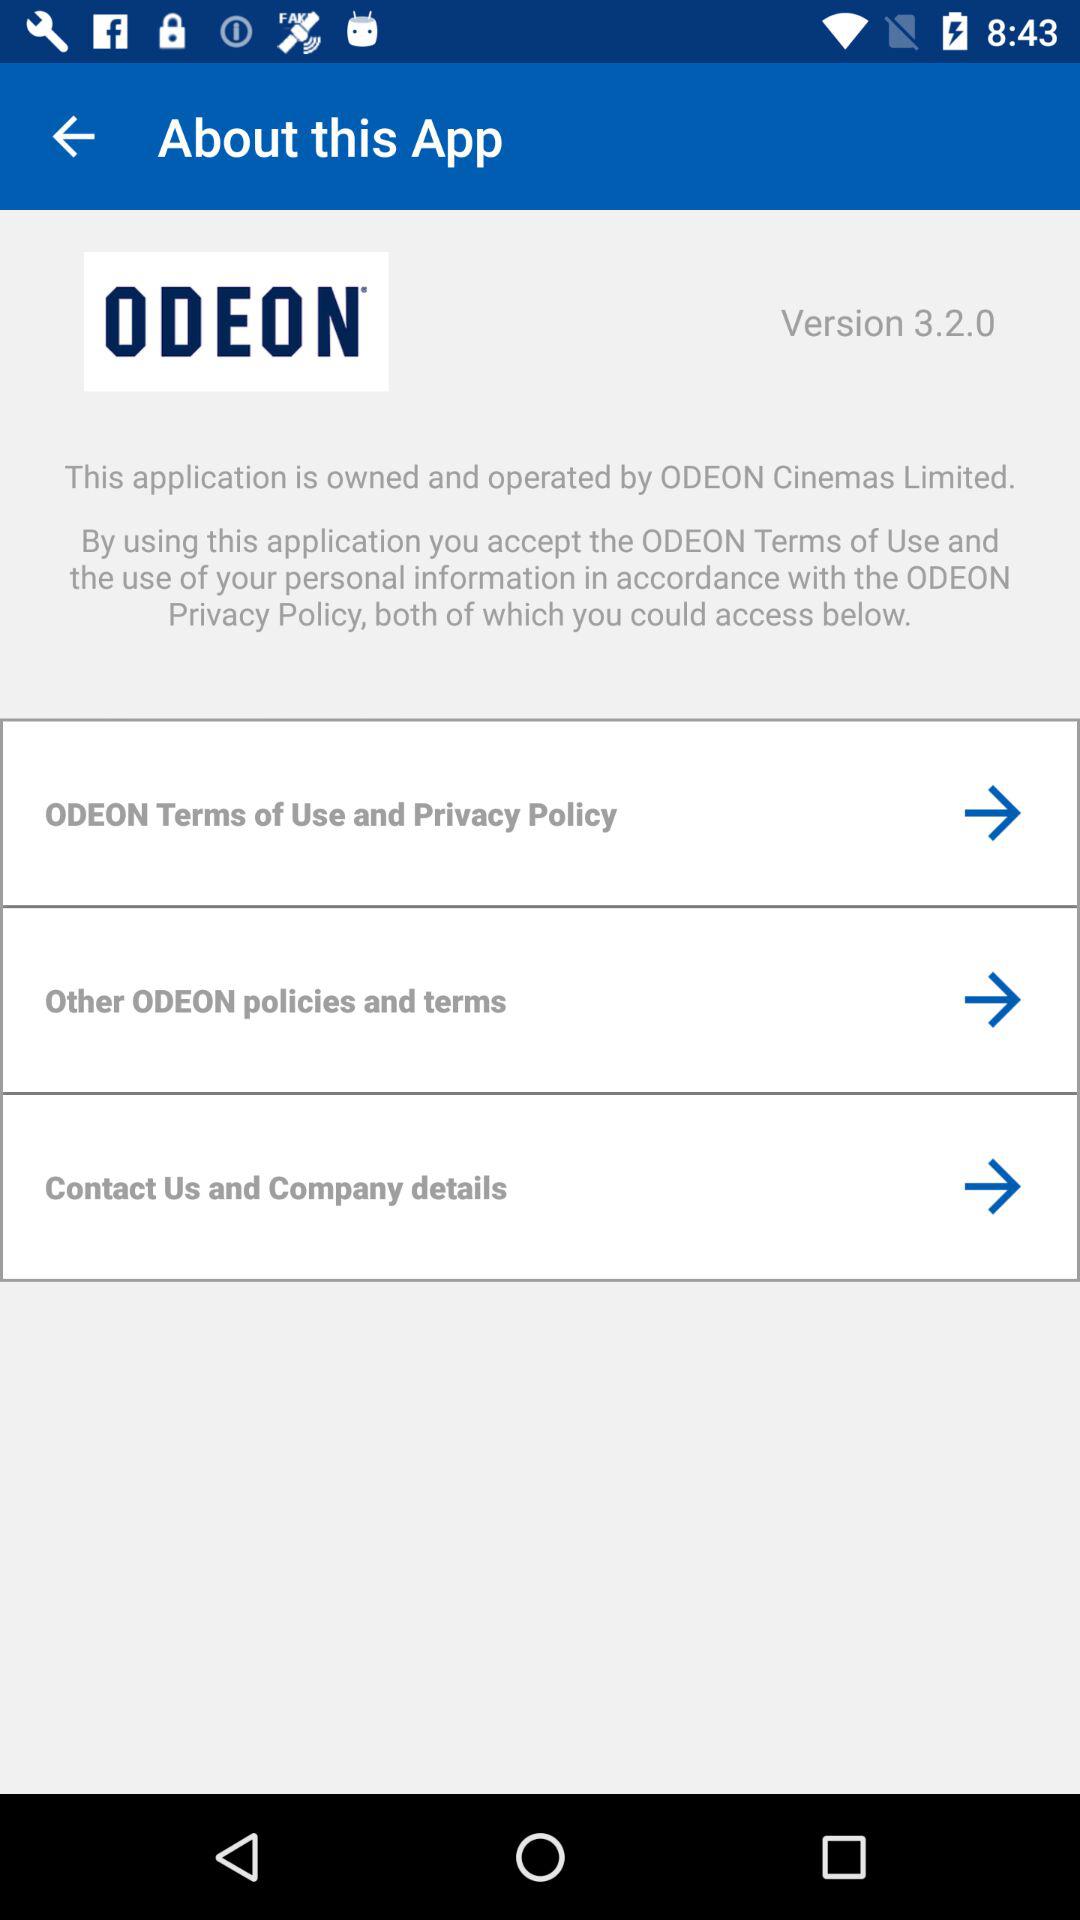 FAKE
8:43
About this App
ODEON
Version 3.2.0
This application is owned and operated by ODEON Cinemas Limited.
By using this application you accept the ODEON Terms of Use and
the use of your personal information in accordance with the ODEON
Privacy Policy, both of which you could access below.
ODEON Terms of Use and Privacy Policy
Other ODEON policies and terms
Contact Us and Company details